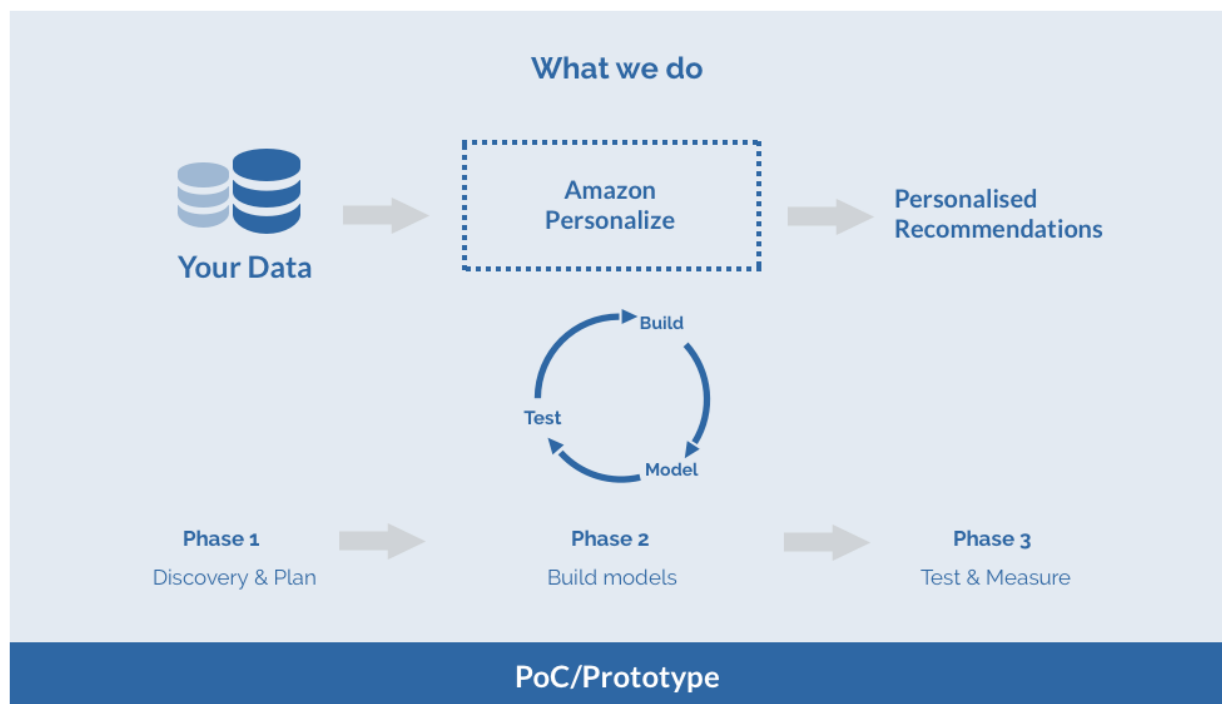 What we do
Your Data
Amazon
Personalize
Personalised
Recommendations
Build
Test
Model
Phase 1
Discovery & Plan
Phase 2
Build models
Phase 3
Test & Measure
PoC/Prototype